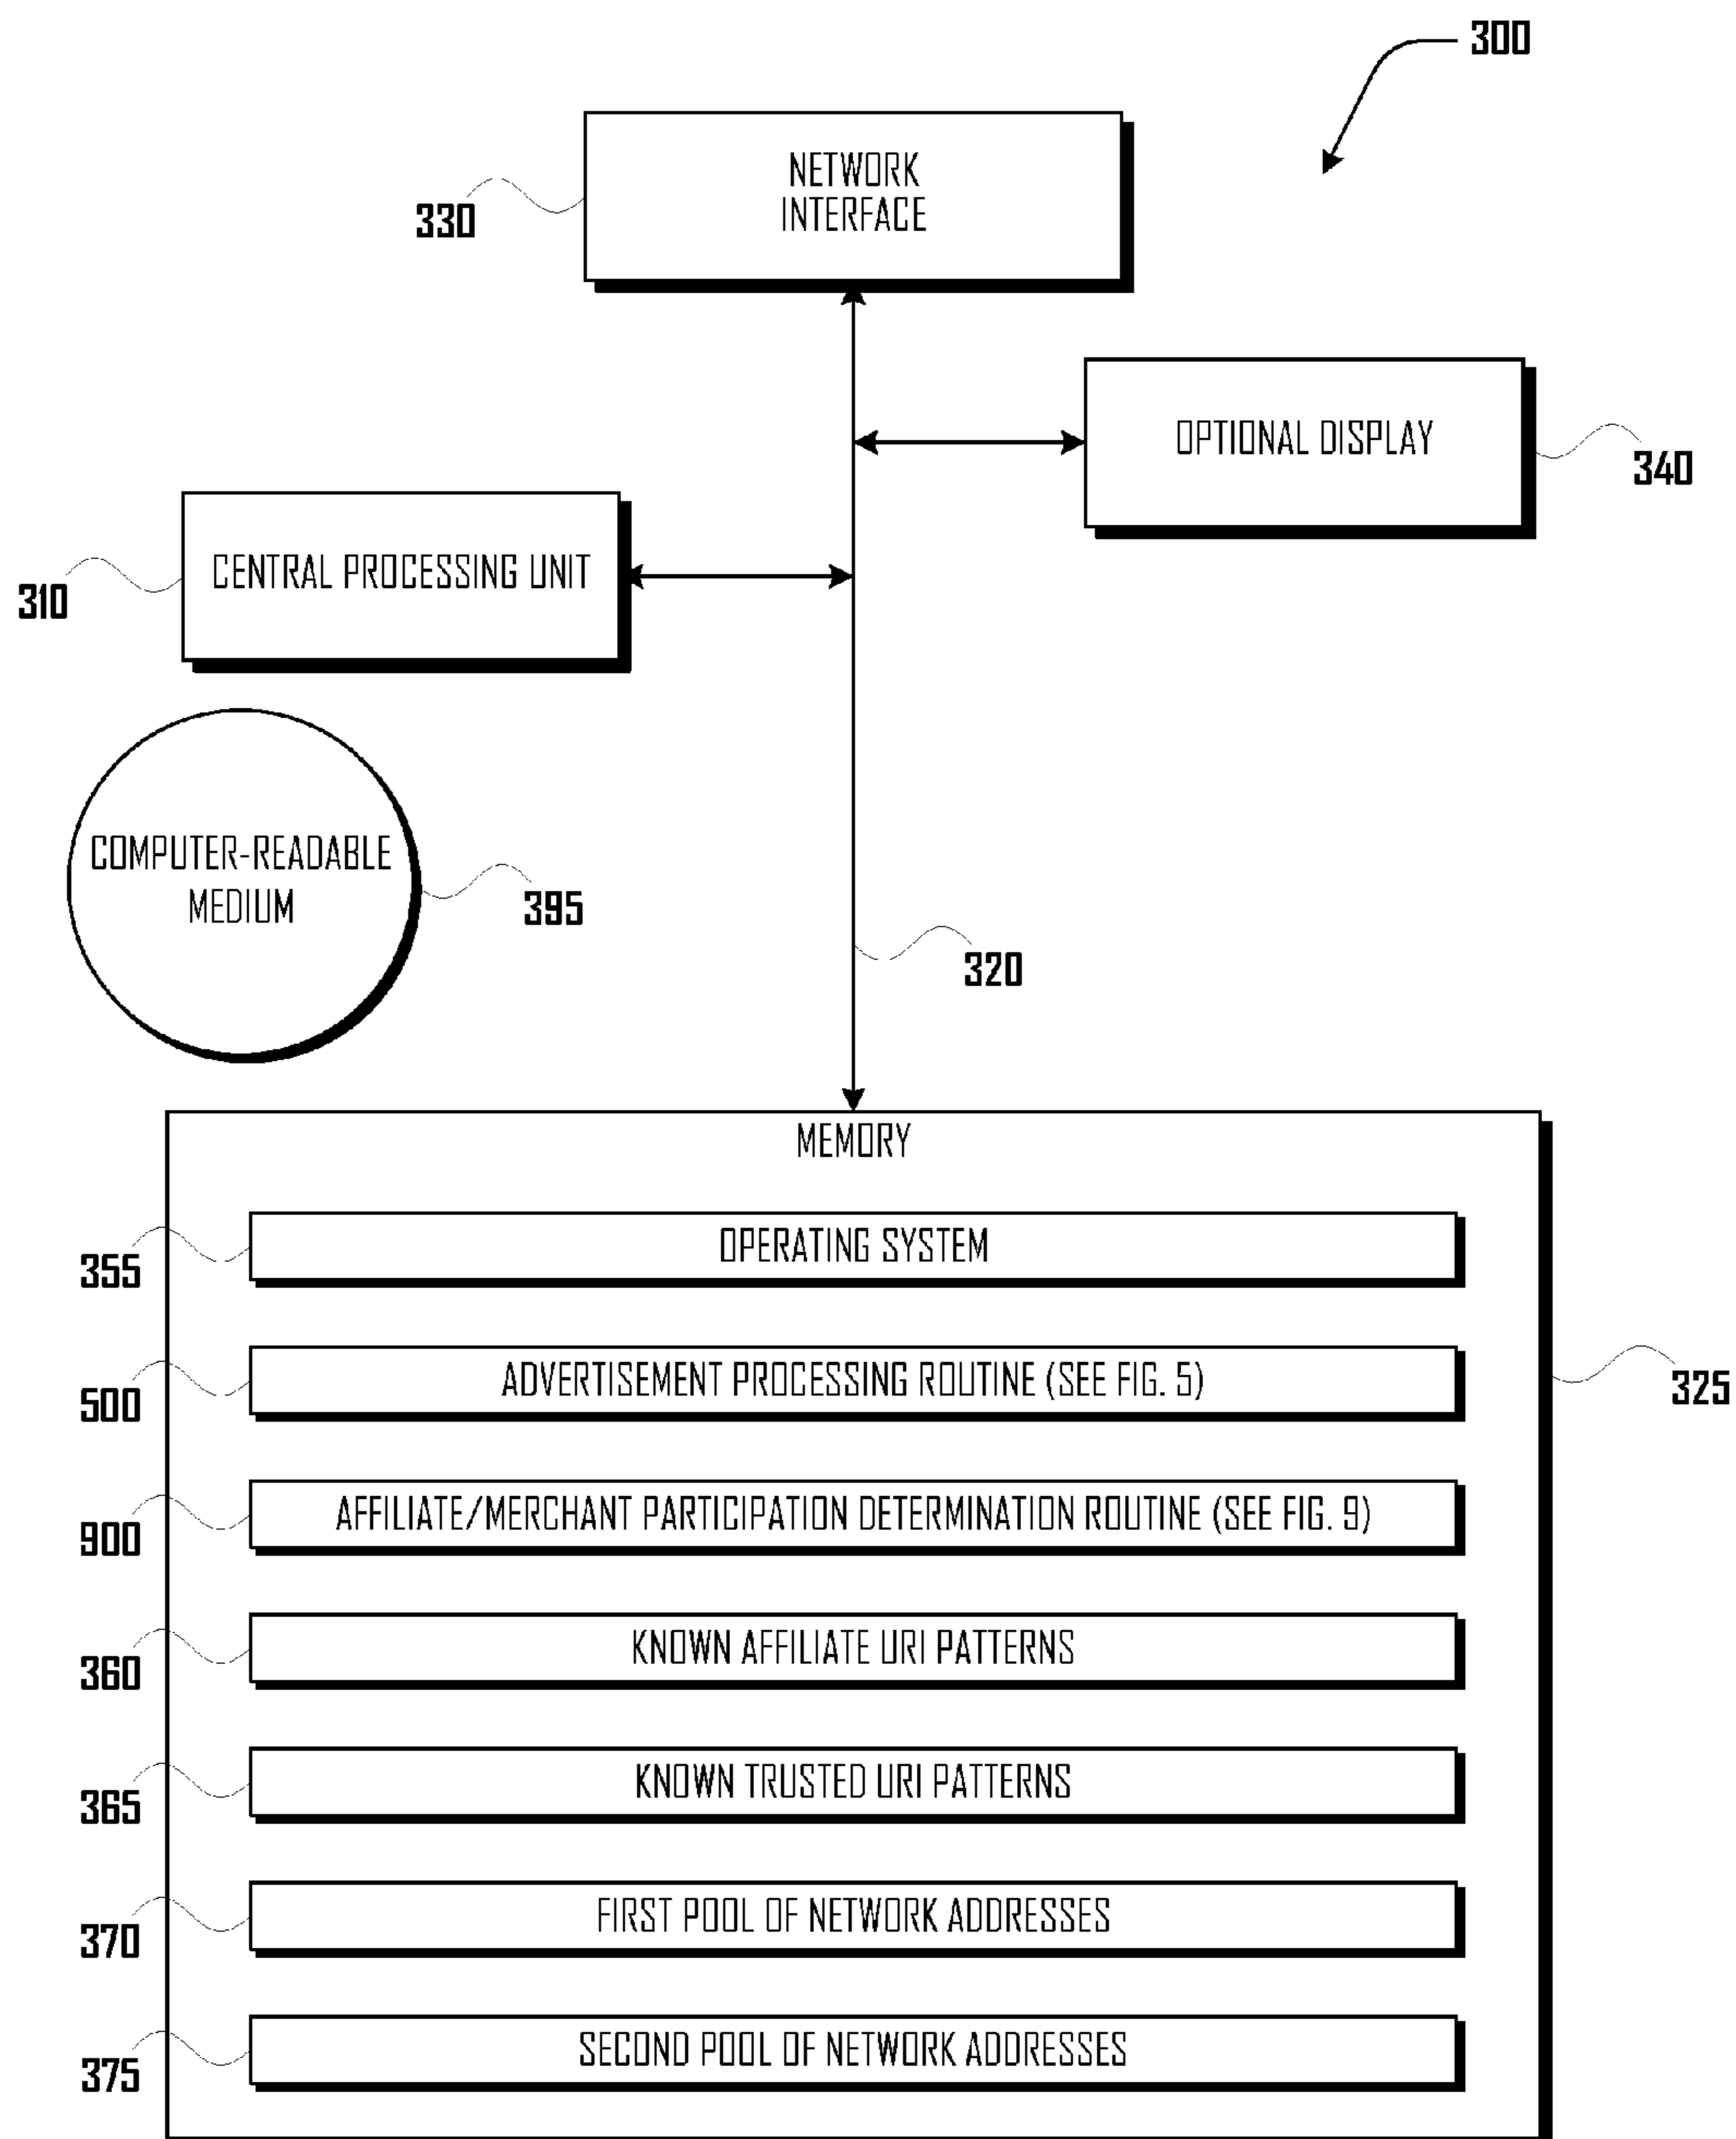 300
NETWORK
INTERFACE
330
OPTIONAL DISPLAY
340
CENTRAL PROCESSING UNIT
310
COMPUTER-READABLE
MEDIUM
395
320
MEMORY
OPERATING SYSTEM
355
ADVERTISEMENT PROCESSING ROUTINE (SEE FIG. 5)
500
325
AFFILIATE/MERCHANT PARTICIPATION DETERMINATION ROUTINE (SEE FIG. 9)
900
KNOWN AFFILIATE URI PATTERNS
360
KNOWN TRUSTED URI PATTERNS
365
FIRST POOL OF NETWORK ADDRESSES
370
SECOND POOL OF NETWORK ADDRESSES
375